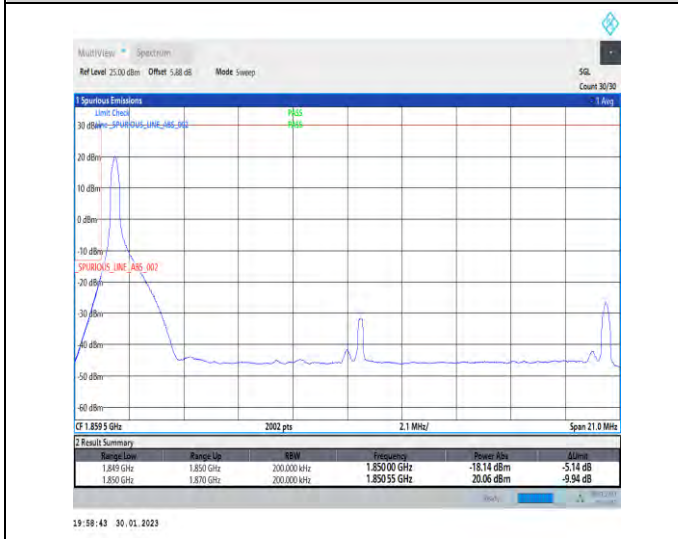 MultiView Spectrum
Ref Level 25.00 dBm Offset 5.88 dB Mode Sweep SGL
Count 30/30
1 Spurious Emissions 1 Avg
Limit Check PASS
30 dBm Line _SPURIOUS_LINE_ABS_002 PASS
20 dBm
10 dBm
0 dBm
-10 dBm
_SPURIOUS_LINE_ABS_002
-20 dBm
-30 dBm
-40 dBm
-50 dBm
-60 dBm
CF 1.859 5 GHz 2002 pts 2.1 MHz/ Span 21.0 MHz
2 Result Summary
Range Low Range Up RBW Frequency Power Abs ΔLimit
1.849 GHz 1.850 GHz 200.000 kHz 1.850 00 GHz -18.14 dBm -5.14 dB
1.850 GHz 1.870 GHz 200.000 kHz 1.850 55 GHz 20.06 dBm -9.94 dB
Ready
19:58:43 30.01.2023